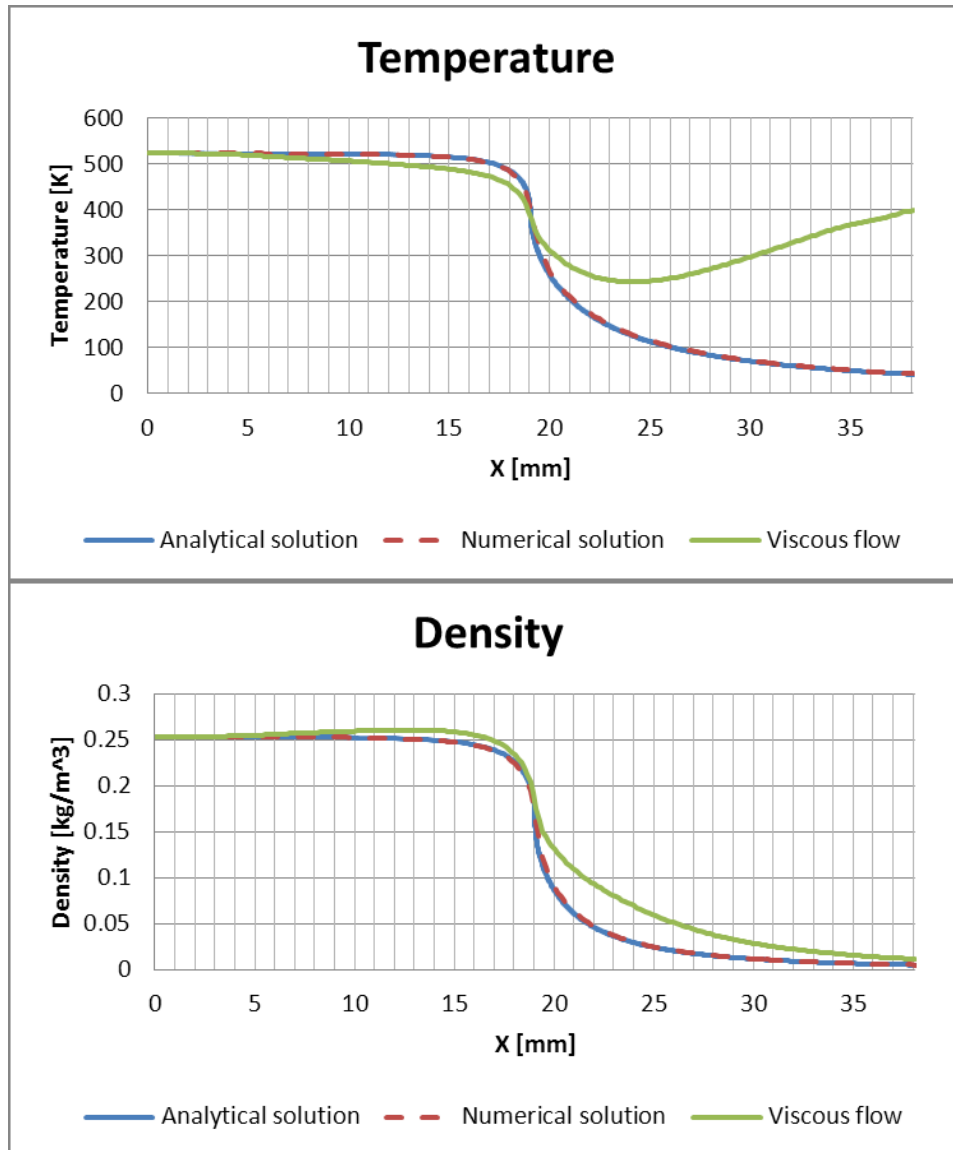 Temperature
600
500
400
300
200
100
0
Temperature [K]
0 5 10 15 20 25 30 35
X [mm]
Analytical solution Numerical solution Viscous flow
Density
0.3
0.25
0.2
0.15
0.1
0.05
0
Density [kg/m^3]
0 5 10 15 20 25 30 35
X [mm]
Analytical solution Numerical solution Viscous flow